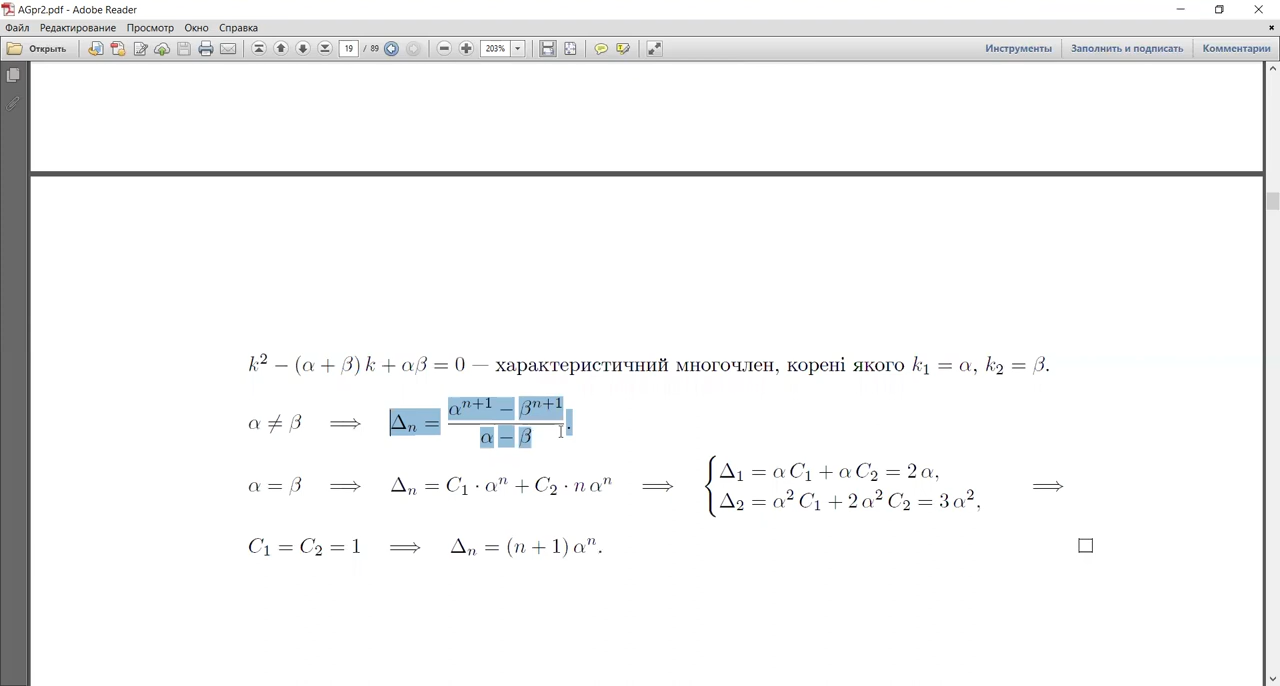 AGpr2.pdf - Adobe Reader
Файл Редактирование Просмотр Окно Справка
Открыть 19 / 89 203% Инструменты Заполнить и подписать Комментарии
k² − (α + β) k + αβ = 0 — характеристичний многочлен, корені якого k₁ = α, k₂ = β.
α ≠ β ⟹ Δₙ = (αⁿ⁺¹ − βⁿ⁺¹)/(α − β).
α = β ⟹ Δₙ = C₁ · αⁿ + C₂ · n αⁿ ⟹ { Δ₁ = α C₁ + α C₂ = 2 α,
Δ₂ = α² C₁ + 2 α² C₂ = 3 α², ⟹
C₁ = C₂ = 1 ⟹ Δₙ = (n + 1) αⁿ. □